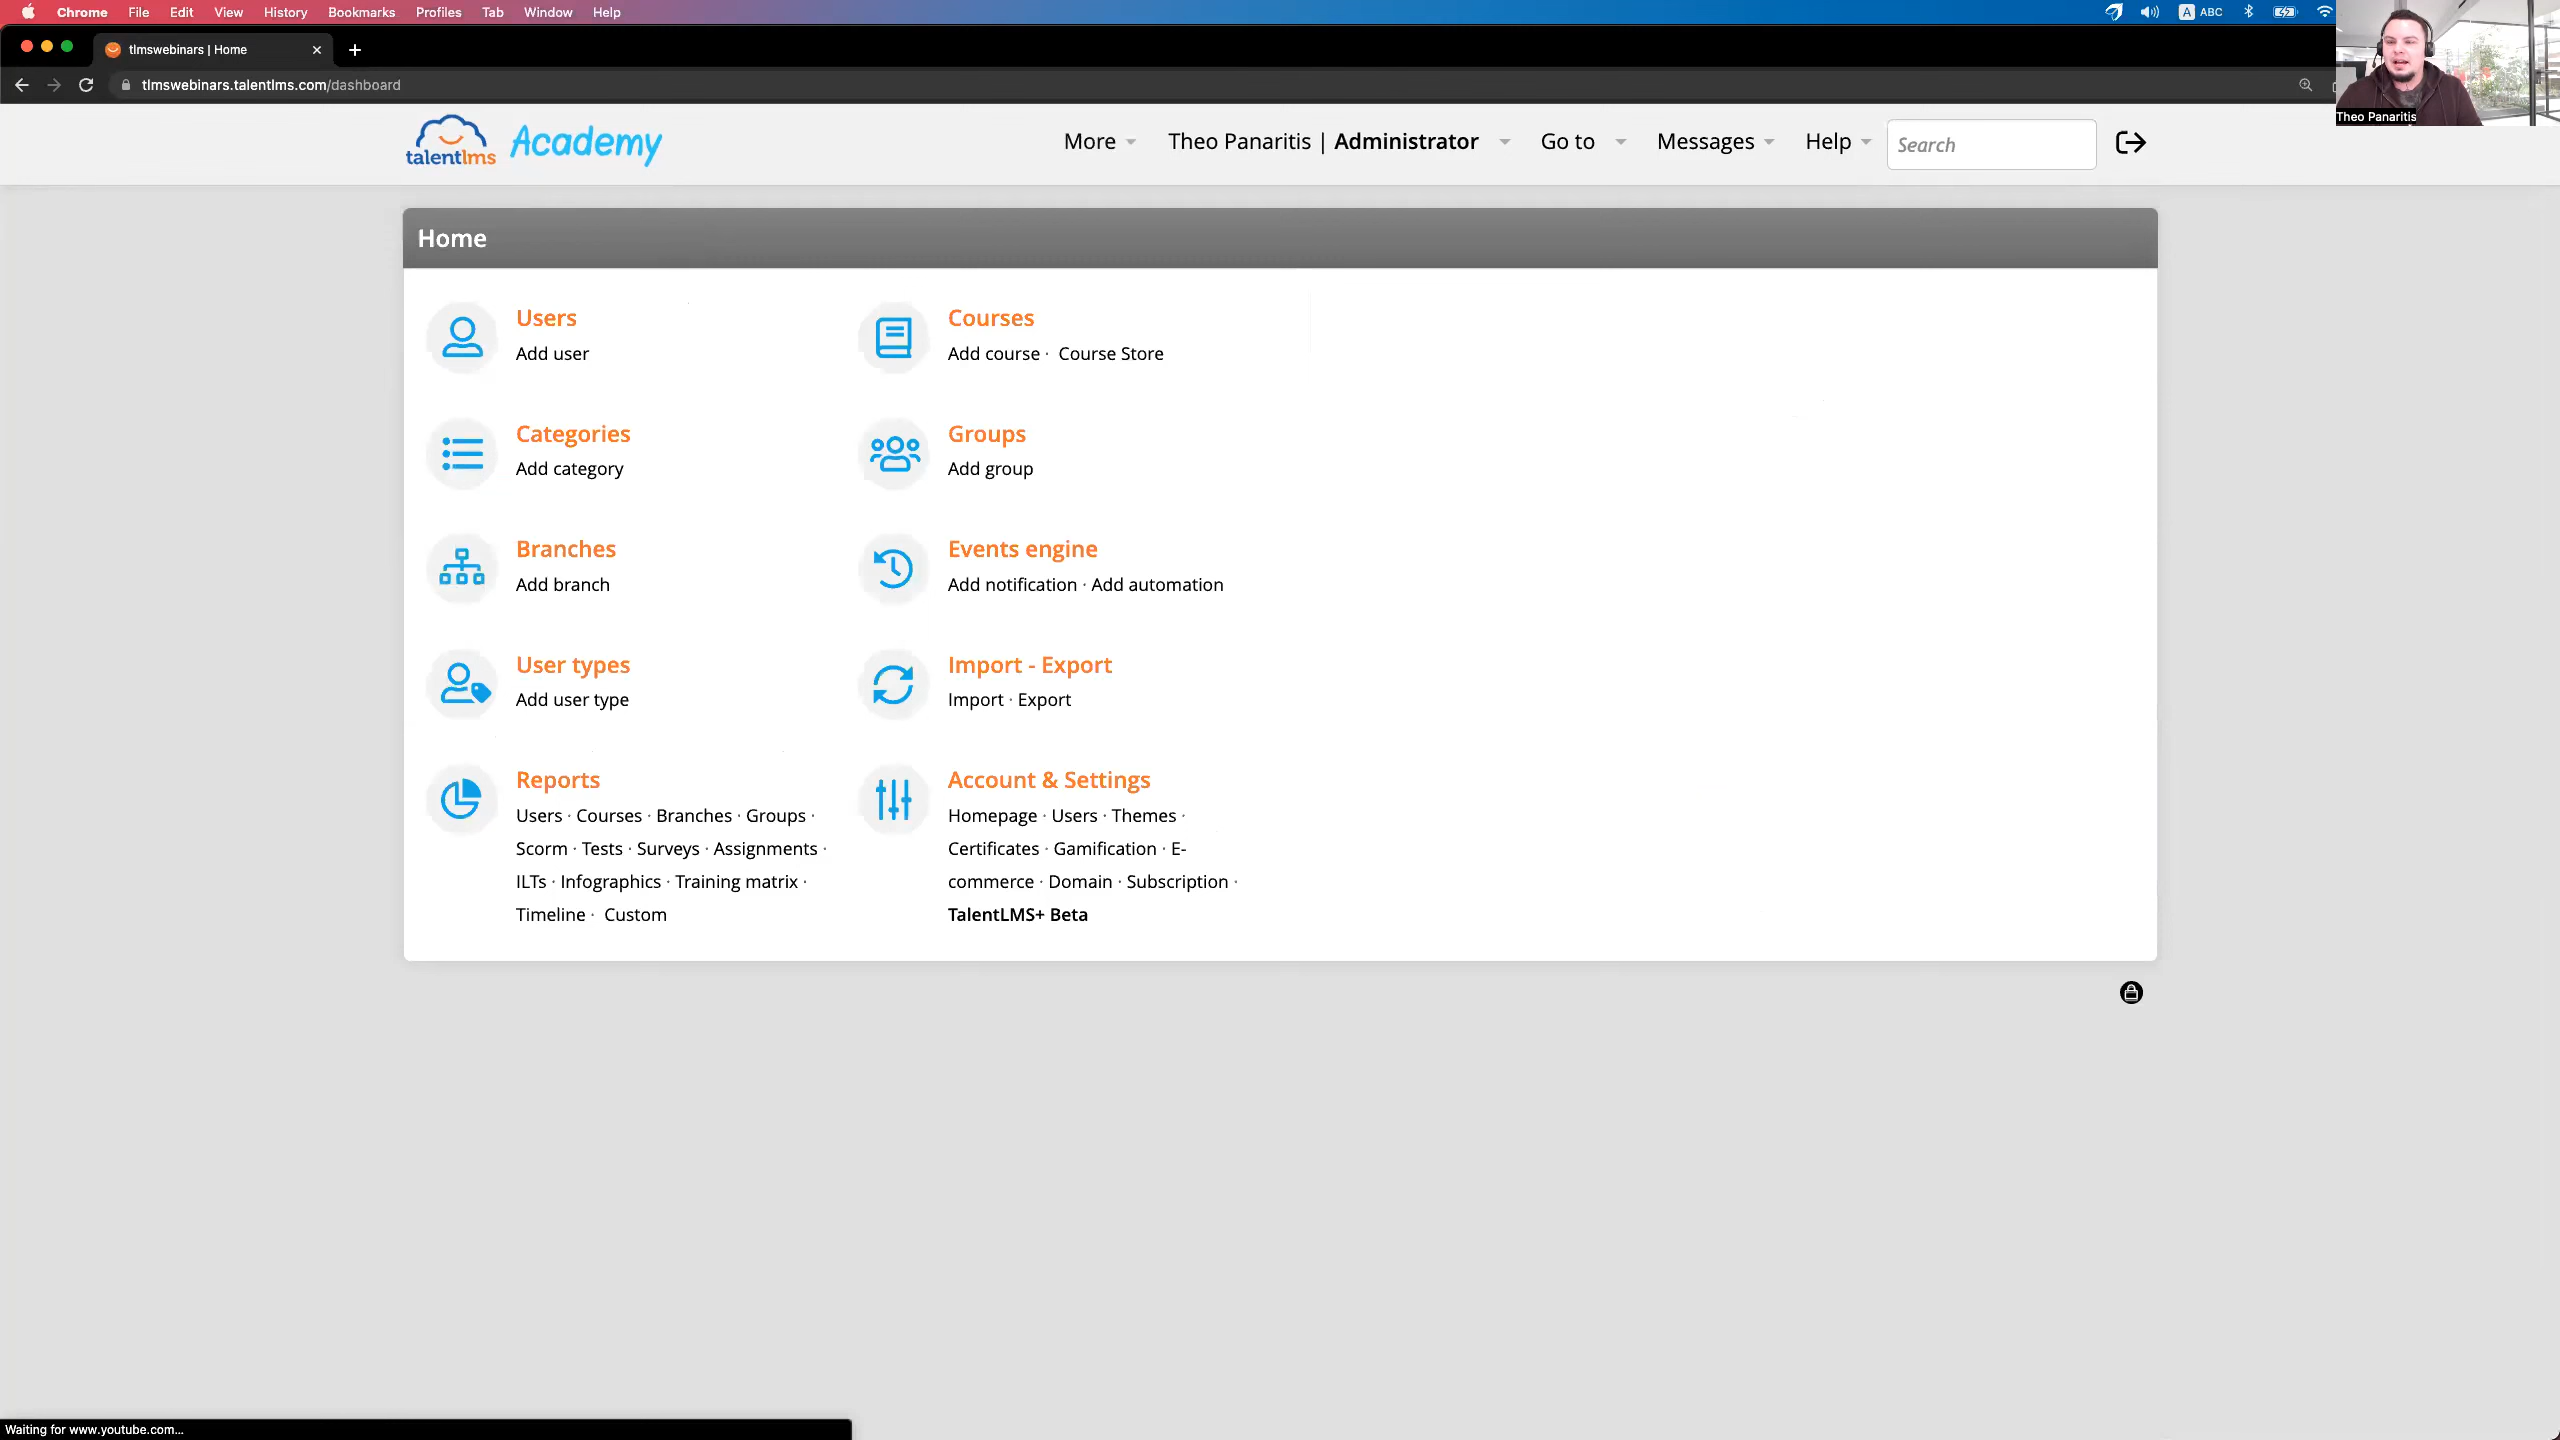 Chrome File Edit View History Bookmarks Profiles Tab Window Help
A ABC
tlmswebinars | Home
tlmswebinars.talentlms.com/dashboard
Theo Panaritis
talentlms Academy
More Theo Panaritis | Administrator Go to Messages Help Search
Home
Users
Add user
Courses
Add course · Course Store
Categories
Add category
Groups
Add group
Branches
Add branch
Events engine
Add notification · Add automation
User types
Add user type
Import - Export
Import · Export
Reports
Users · Courses · Branches · Groups ·
Scorm · Tests · Surveys · Assignments ·
ILTs · Infographics · Training matrix ·
Timeline · Custom
Account & Settings
Homepage · Users · Themes ·
Certificates · Gamification · E-
commerce · Domain · Subscription ·
TalentLMS+ Beta
Waiting for www.youtube.com...